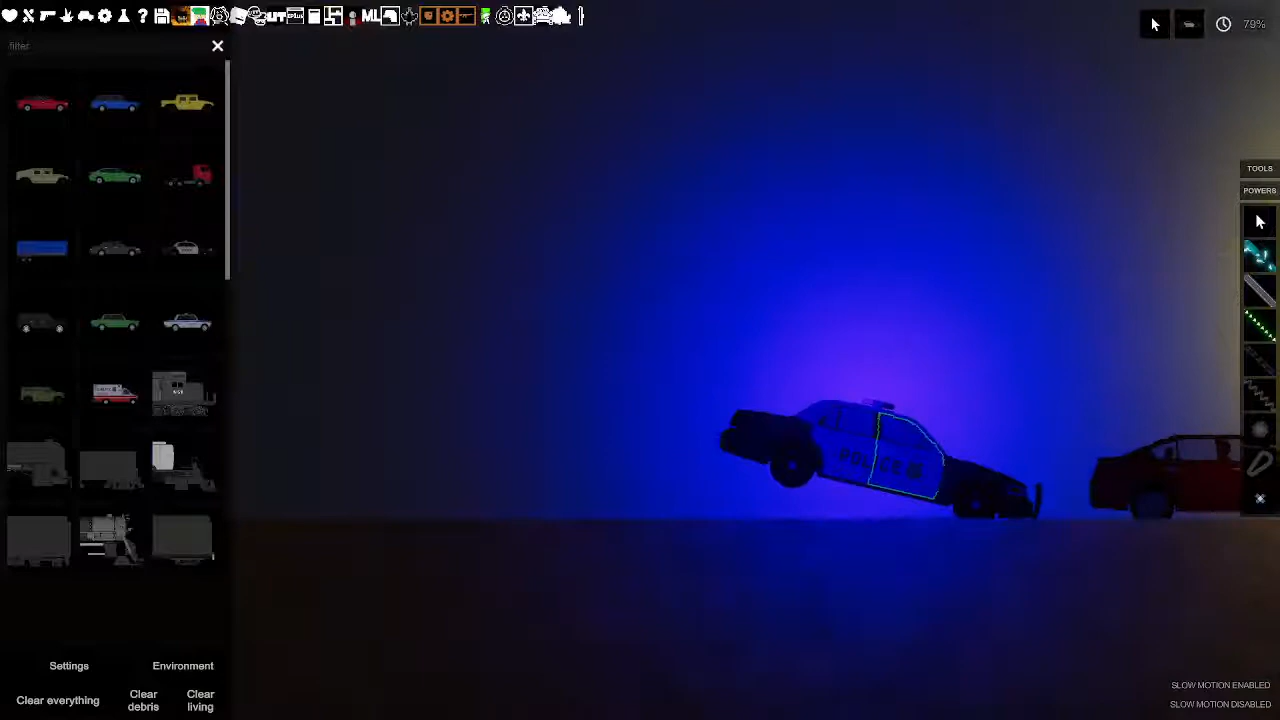 ML
79%
filter
TOOLS
POWERS
POLICE
Settings
Environment
Clear everything
Clear
debris
Clear
living
SLOW MOTION ENABLED
SLOW MOTION DISABLED